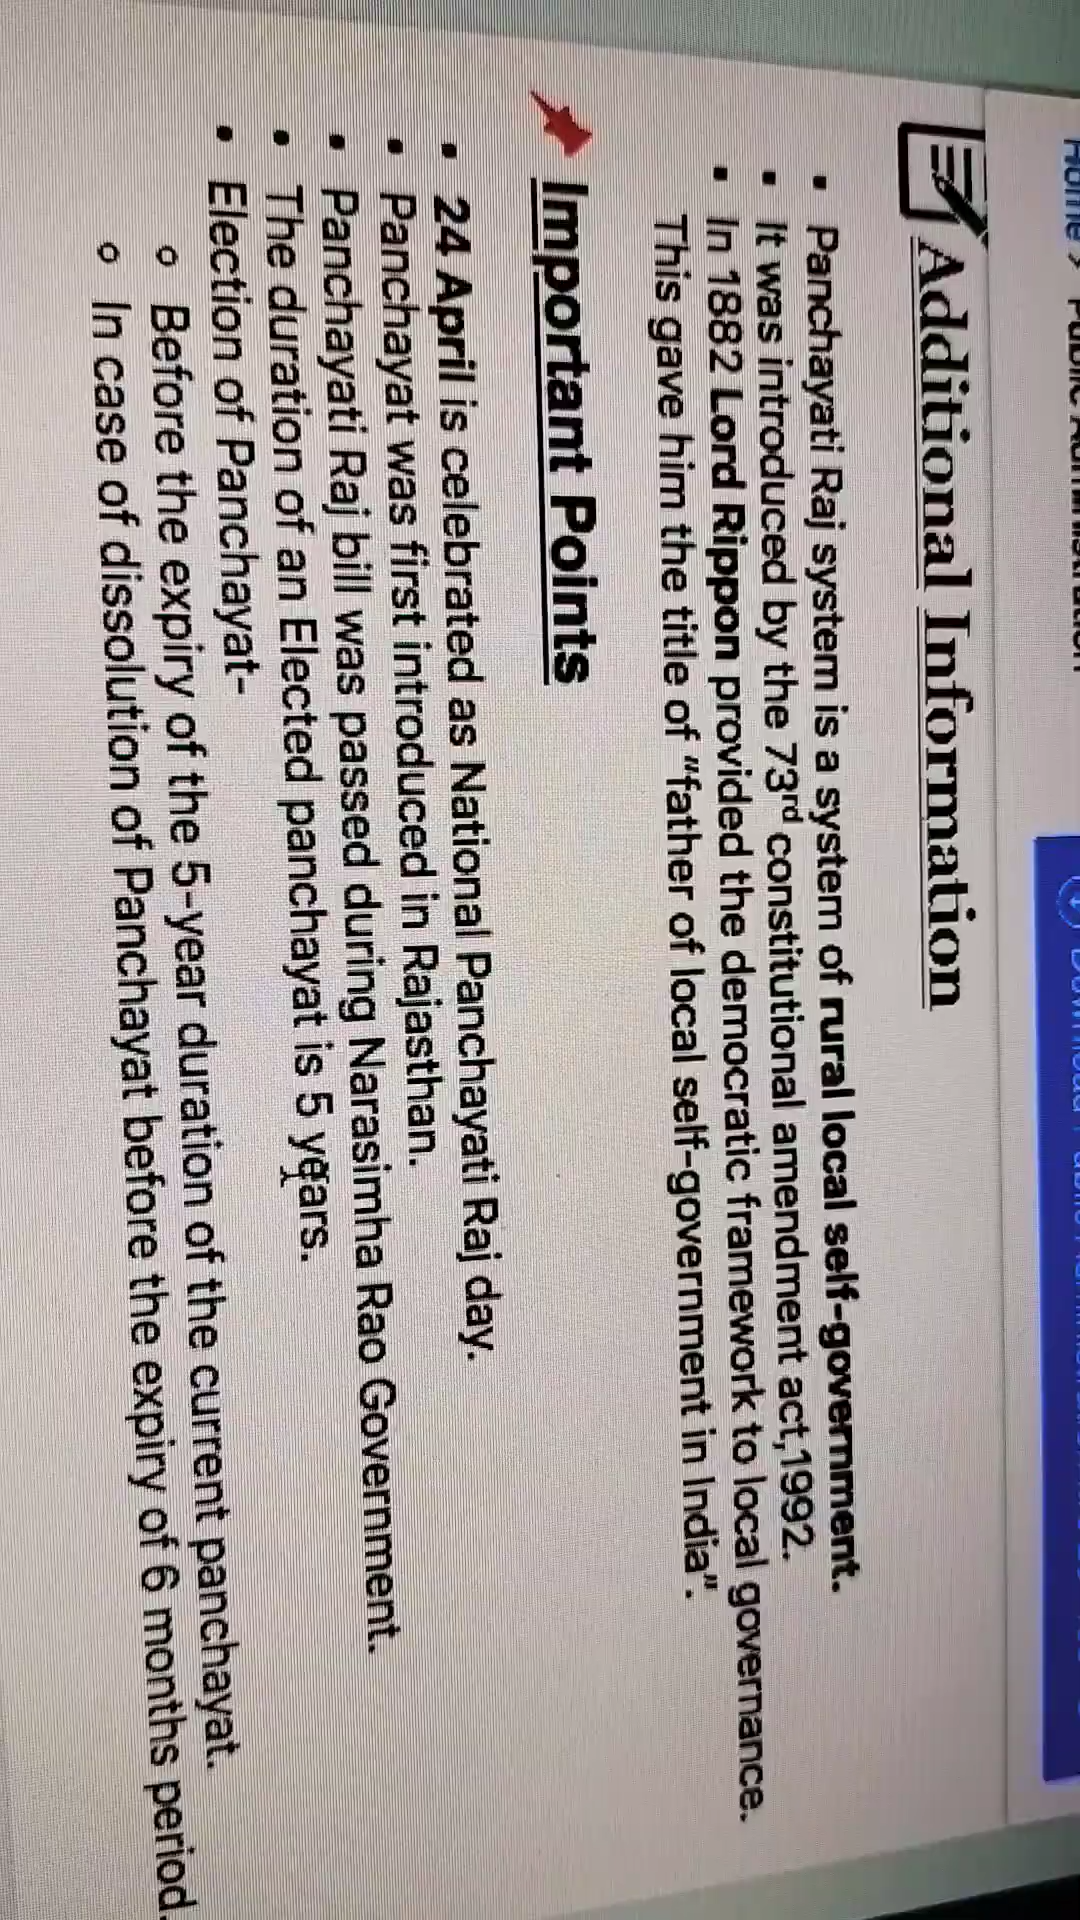 Home > Public Administration
Additional Information
• Panchayati Raj system is a system of rural local self-government.
• It was introduced by the 73rd constitutional amendment act,1992.
• In 1882 Lord Rippon provided the democratic framework to local governance.
This gave him the title of "father of local self-government in India".
Important Points
• 24 April is celebrated as National Panchayati Raj day.
• Panchayat was first introduced in Rajasthan.
• Panchayati Raj bill was passed during Narasimha Rao Government.
• The duration of an Elected panchayat is 5 years.
• Election of Panchayat-
o Before the expiry of the 5-year duration of the current panchayat.
o In case of dissolution of Panchayat before the expiry of 6 months period.